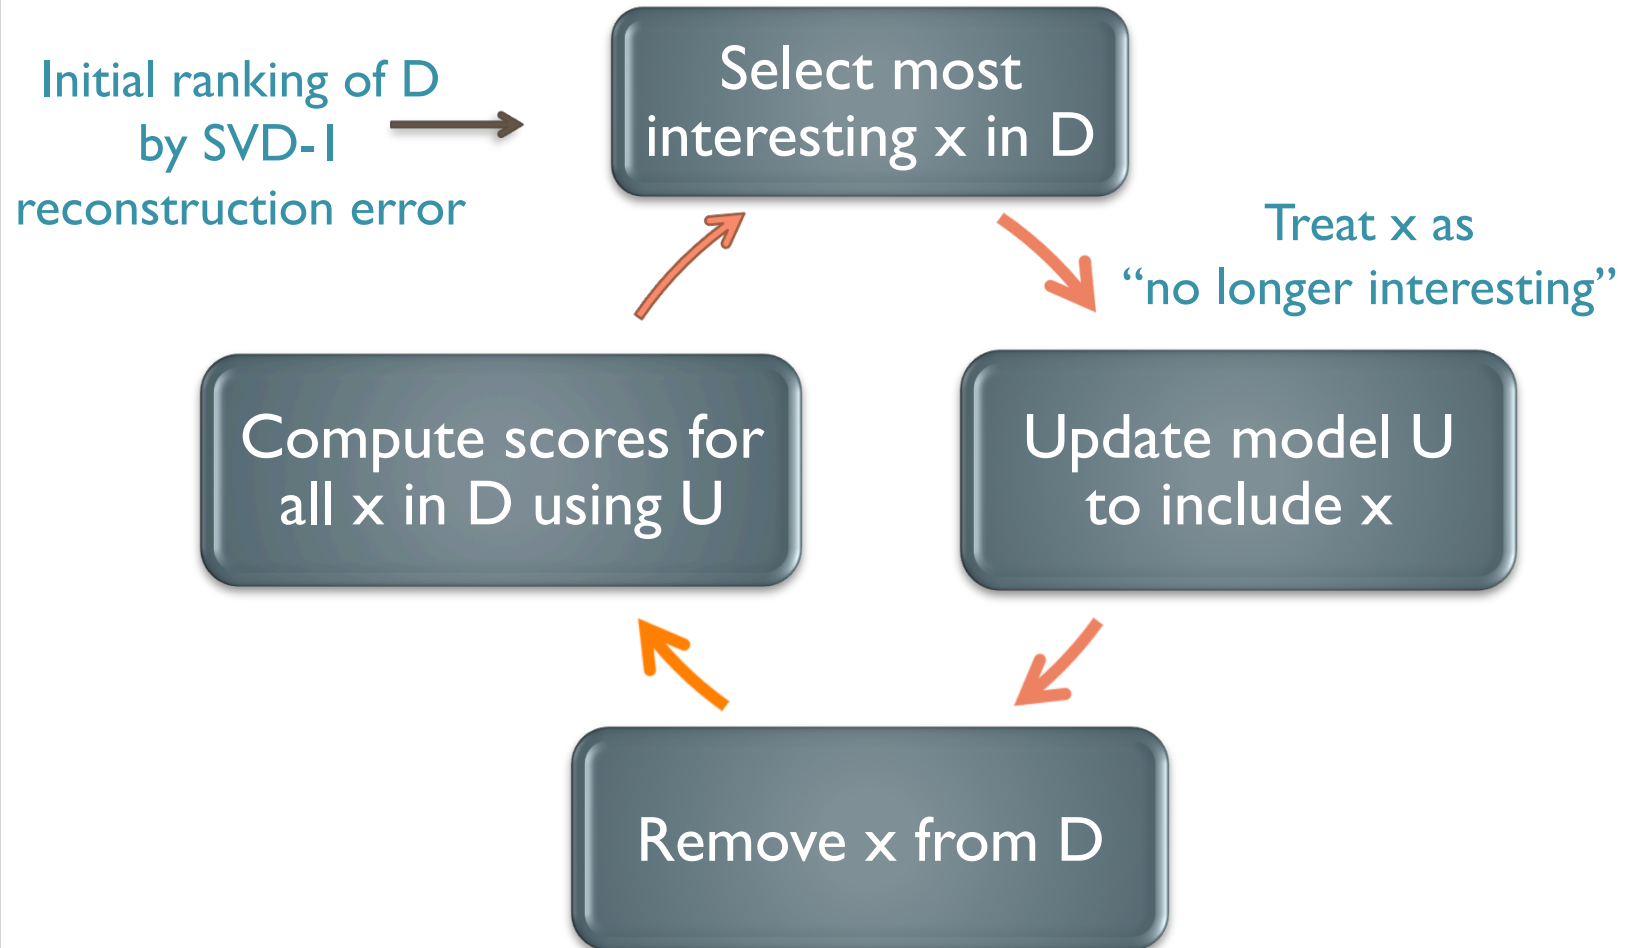 Initial ranking of D
by SVD-1
reconstruction error
Select most
interesting x in D
Treat x as
“no longer interesting”
Compute scores for
all x in D using U
Update model U
to include x
Remove x from D